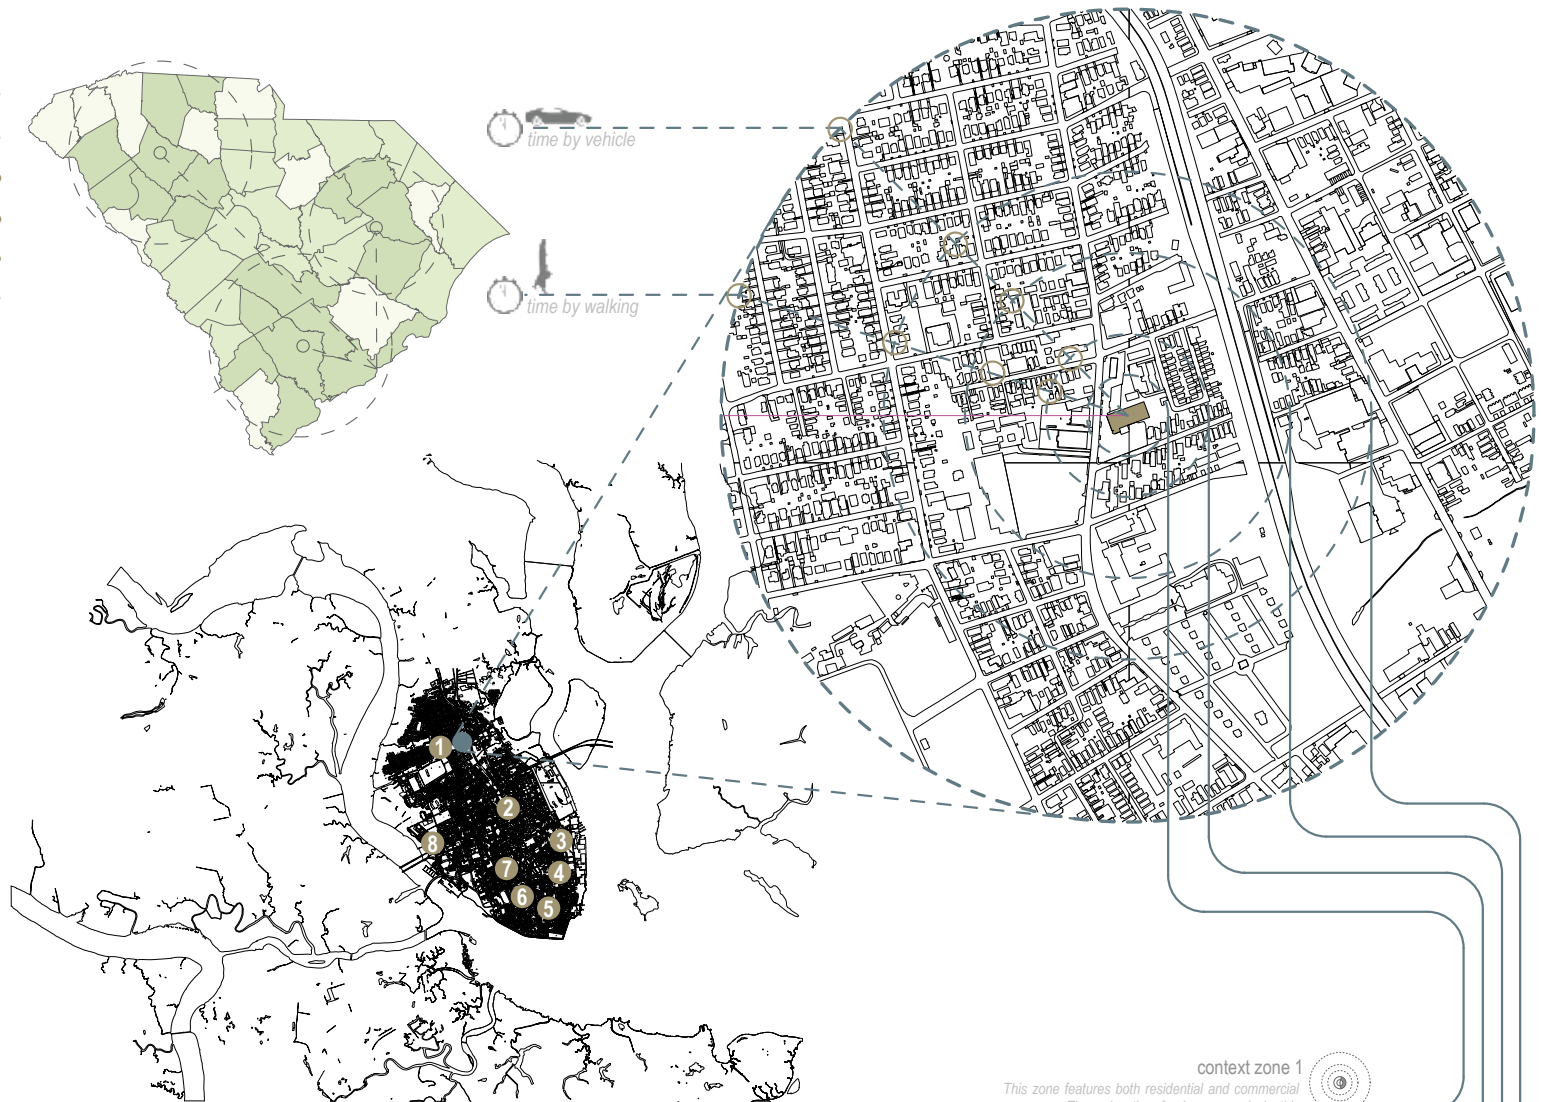 time by vehicle
time by walking
1
2
3
8
7
4
6
5
context zone 1
This zone features both residential and commercial